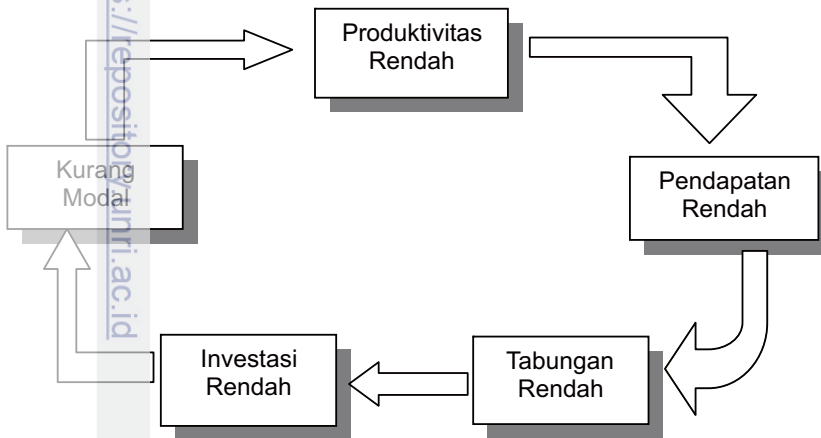 Produktivitas
Rendah
Pendapatan
Rendah
Tabungan
Rendah
Investasi
Rendah
Kurang
Modal
s://repository.unri.ac.id